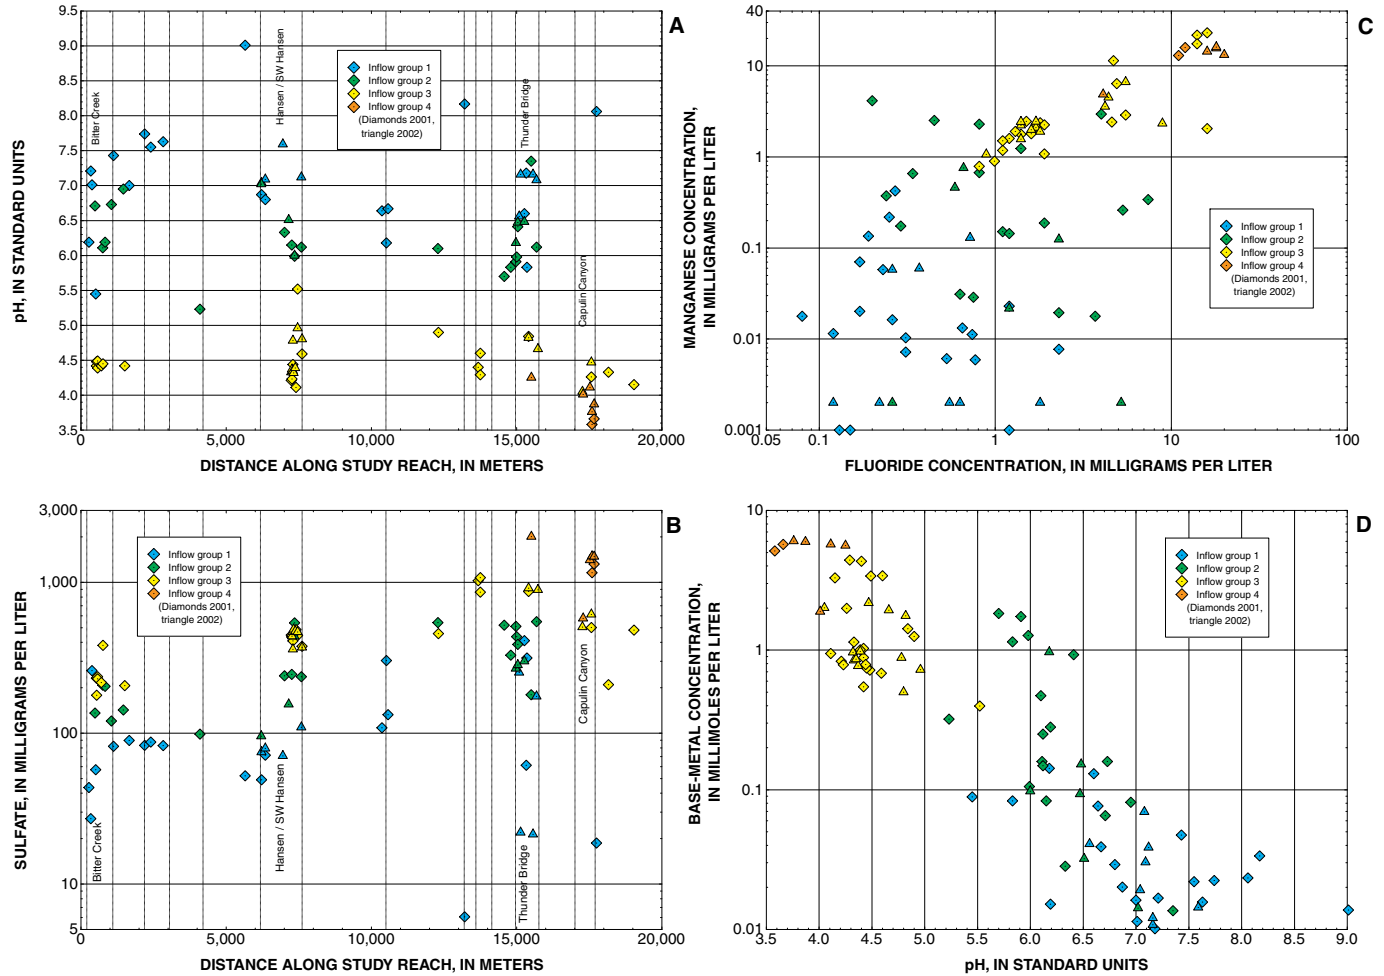 A
pH, IN STANDARD UNITS
9.5
9.0
8.5
8.0
7.5
7.0
6.5
6.0
5.5
5.0
4.5
4.0
3.5
Bitter Creek
Hansen / SW Hansen
Thunder Bridge
Capulin Canyon
Inflow group 1
Inflow group 2
Inflow group 3
Inflow group 4
(Diamonds 2001,
triangle 2002)
0 5,000 10,000 15,000 20,000
DISTANCE ALONG STUDY REACH, IN METERS
C
MANGANESE CONCENTRATION,
IN MILLIGRAMS PER LITER
40
10
1
0.1
0.01
0.001
Inflow group 1
Inflow group 2
Inflow group 3
Inflow group 4
(Diamonds 2001,
triangle 2002)
0.05 0.1 1 10 100
FLUORIDE CONCENTRATION, IN MILLIGRAMS PER LITER
B
SULFATE, IN MILLIGRAMS PER LITER
3,000
1,000
100
10
5
Inflow group 1
Inflow group 2
Inflow group 3
Inflow group 4
(Diamonds 2001,
triangle 2002)
Bitter Creek
Hansen / SW Hansen
Thunder Bridge
Capulin Canyon
0 5,000 10,000 15,000 20,000
DISTANCE ALONG STUDY REACH, IN METERS
D
BASE-METAL CONCENTRATION,
IN MILLIMOLES PER LITER
10
1
0.1
0.01
Inflow group 1
Inflow group 2
Inflow group 3
Inflow group 4
(Diamonds 2001,
triangle 2002)
3.5 4.0 4.5 5.0 5.5 6.0 6.5 7.0 7.5 8.0 8.5 9.0
pH, IN STANDARD UNITS